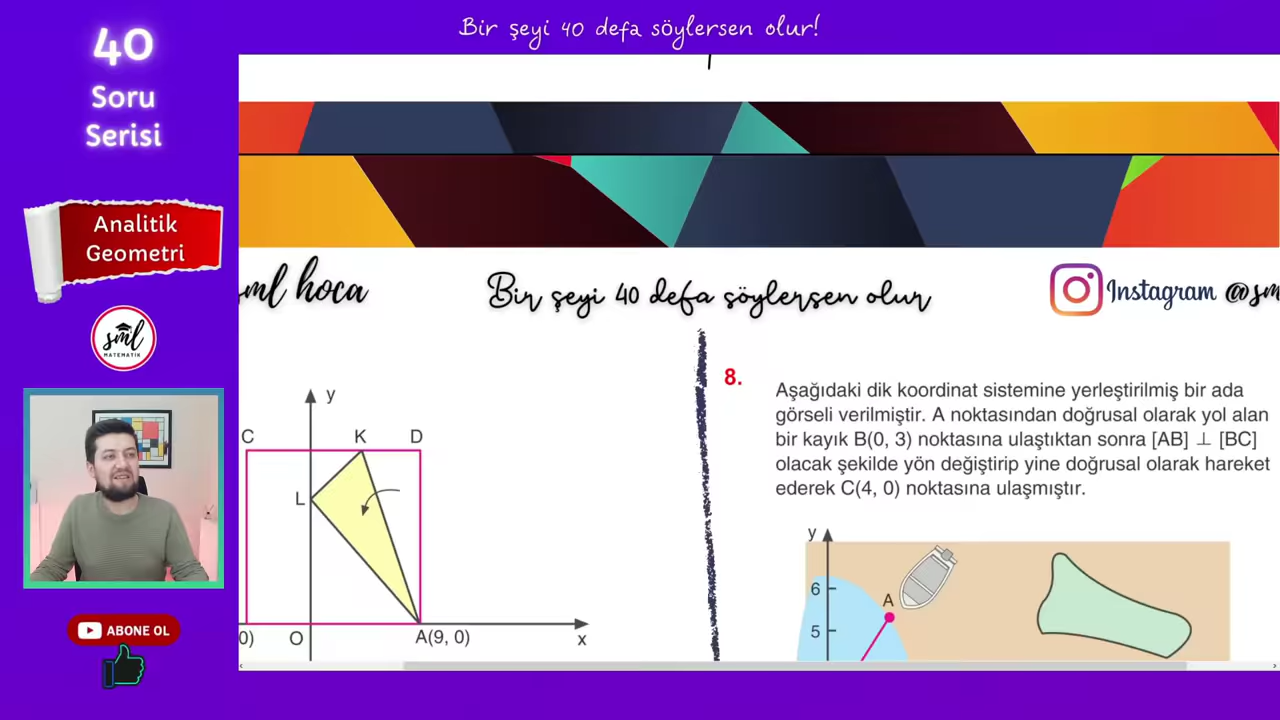 Bir şeyi 40 defa söylersen olur!
40
Soru
Serisi
Analitik
Geometri
sml
MATEMATİK
ABONE OL
ml hoca
Bir şeyi 40 defa söylersen olur
Instagram @sm
y
C
K
D
L
0)
O
A(9, 0)
x
8.
Aşağıdaki dik koordinat sistemine yerleştirilmiş bir ada
görseli verilmiştir. A noktasından doğrusal olarak yol alan
bir kayık B(0, 3) noktasına ulaştıktan sonra [AB] ⊥ [BC]
olacak şekilde yön değiştirip yine doğrusal olarak hareket
ederek C(4, 0) noktasına ulaşmıştır.
y
6
A
5